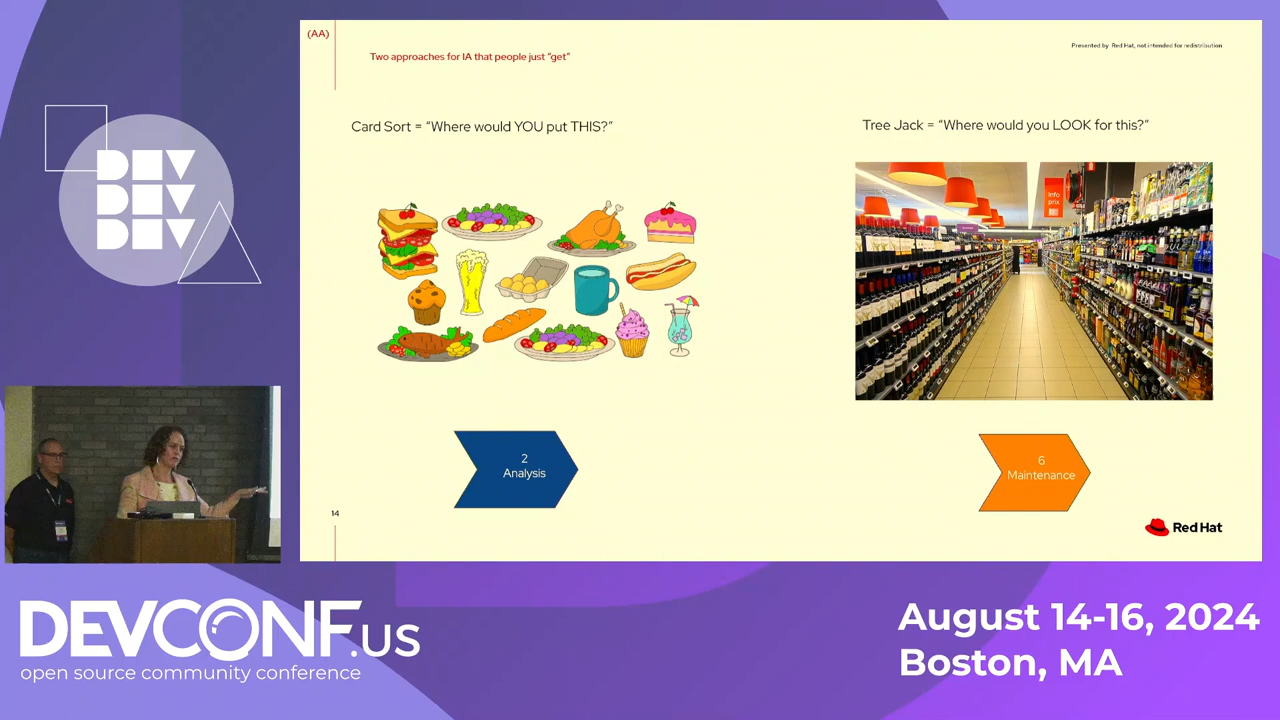 (AA)
Two approaches for IA that people just "get"
Presented by Red Hat, not intended for redistribution
Card Sort = "Where would YOU put THIS?"
Tree Jack = "Where would you LOOK for this?"
Info
prix
2
Analysis
6
Maintenance
14
Red Hat
DEV
DEV
DEV
DEVCONF.US
open source community conference
August 14-16, 2024
Boston, MA